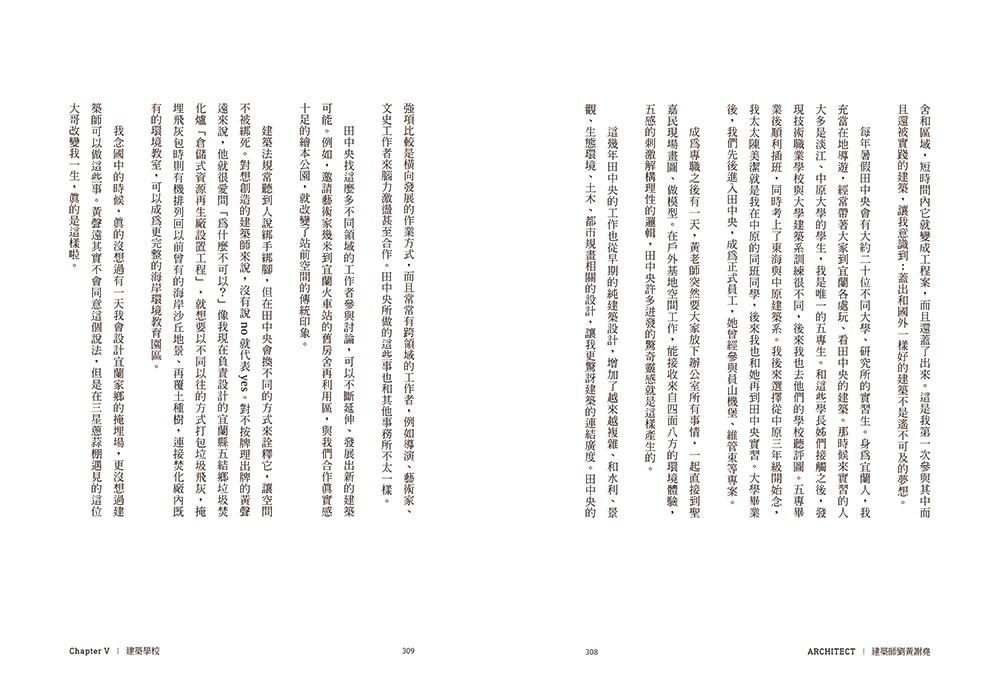 舍和區域，短時間內它就變成工程案，而且還蓋了出來。這是我第一次參與其中而
且還被實踐的建築，讓我意識到：蓋出和國外一樣好的建築不是遙不可及的夢想。
每年暑假田中央會有大約二十位不同大學、研究所的實習生。身為宜蘭人，我
充當在地導遊，經常帶著大家到宜蘭各處玩、看田中央的建築。那時候來實習的人
大多是淡江、中原大學的學生，我是唯一的五專生。和這些學長姊們接觸之後，發
現技術職業學校與大學建築系訓練很不同，後來我也去他們的學校聽評圖。五專畢
業後順利插班，同時考上了東海與中原建築系。我後來選擇從中原三年級開始念，
我太太陳美潔就是我在中原的同班同學，後來我也和她再到田中央實習。大學畢業
後，我們先後進入田中央，成為正式員工，她曾經參與員山機堡、維管束等專案。
成為專職之後有一天，黃老師突然要大家放下辦公室所有事情，一起直接到聖
嘉民現場畫圖、做模型。在戶外基地空間工作，能接收來自四面八方的環境體驗，
五感的刺激解構理性的邏輯，田中央許多迸發的驚奇靈感就是這樣產生的。
這幾年田中央的工作也從早期的純建築設計，增加了越來越複雜、和水利、景
觀、生態環境、土木、都市規畫相關的設計，讓我更驚訝建築的連結廣度。田中央的
308
ARCHITECT | 建築師劉黃謝堯
強項比較是橫向發展的作業方式，而且常常有跨領域的工作者，例如導演、藝術家、
文史工作者來腦力激盪甚至合作。田中央所做的這些事也和其他事務所不太一樣。
田中央找這麼多不同領域的工作者參與討論，可以不斷延伸、發展出新的建築
可能。例如，邀請藝術家幾米到宜蘭火車站的舊房舍再利用區，與我們合作眞實感
十足的繪本公園，就改變了站前空間的傳統印象。
建築法規常聽到人說綁手綁腳，但在田中央會換不同的方式來詮釋它，讓空間
不被綁死。對想創造的建築師來說，沒有說 no 就代表 yes。對不按牌理出牌的黃聲
遠來說，他就很愛問「為什麼不可以？」像我現在負責設計的宜蘭縣五結鄉垃圾焚
化爐「倉儲式資源再生廠設置工程」，就想要以不同以往的方式打包垃圾飛灰，掩
埋飛灰包時則有機排列回以前曾有的海岸沙丘地景、再覆土種樹，連接焚化廠內既
有的環境教室，可以成為更完整的海岸環境教育園區。
我念國中的時候，眞的沒想過有一天我會設計宜蘭家鄉的掩埋場，更沒想過建
築師可以做這些事。黃聲遠其實不會同意這個說法，但是在三星蔥蒜棚遇見的這位
大哥改變我一生，眞的是這樣啦。
Chapter V | 建築學校
309